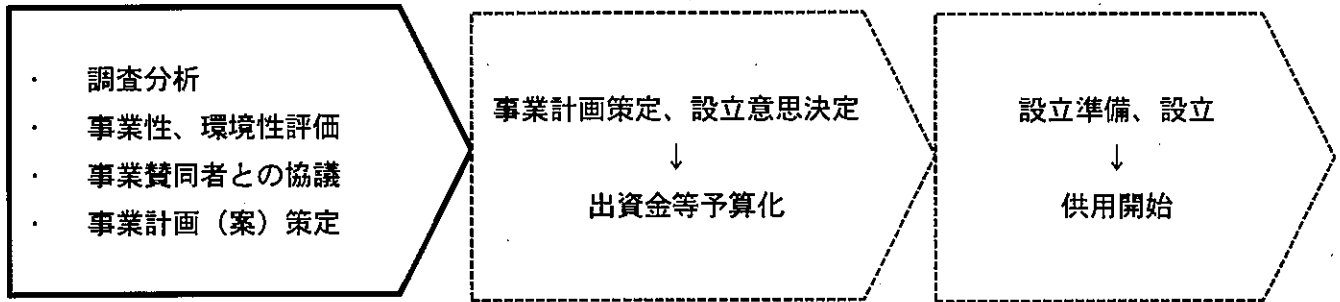 ・ 調査分析
・ 事業性、環境性評価
・ 事業賛同者との協議
・ 事業計画（案）策定
事業計画策定、設立意思決定
↓
出資金等予算化
設立準備、設立
↓
供用開始